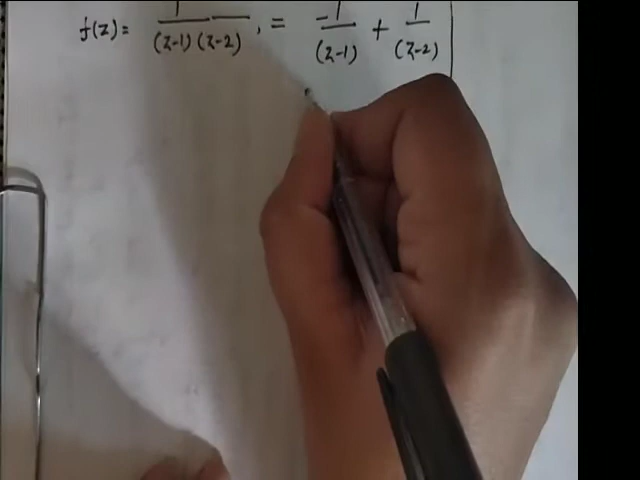 f(z) = 1/((z-1)(z-2)), = -1/(z-1) + 1/(z-2)